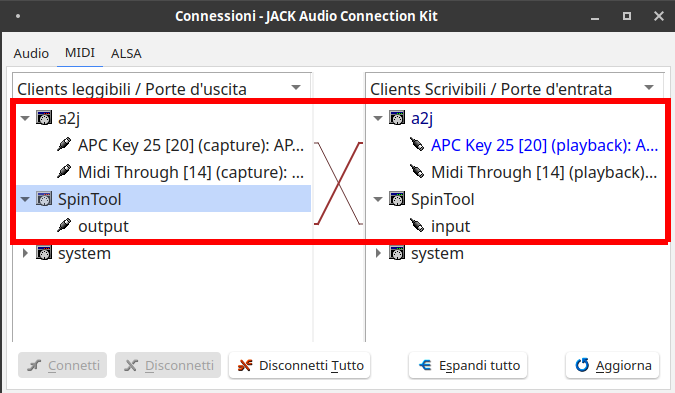 Connessioni - JACK Audio Connection Kit
Audio MIDI ALSA
Clients leggibili / Porte d'uscita Clients Scrivibili / Porte d'entrata
a2j a2j
APC Key 25 [20] (capture): AP... APC Key 25 [20] (playback): A...
Midi Through [14] (capture): ... Midi Through [14] (playback)...
SpinTool SpinTool
output input
system system
Connetti Disconnetti Disconnetti Tutto Espandi tutto Aggiorna